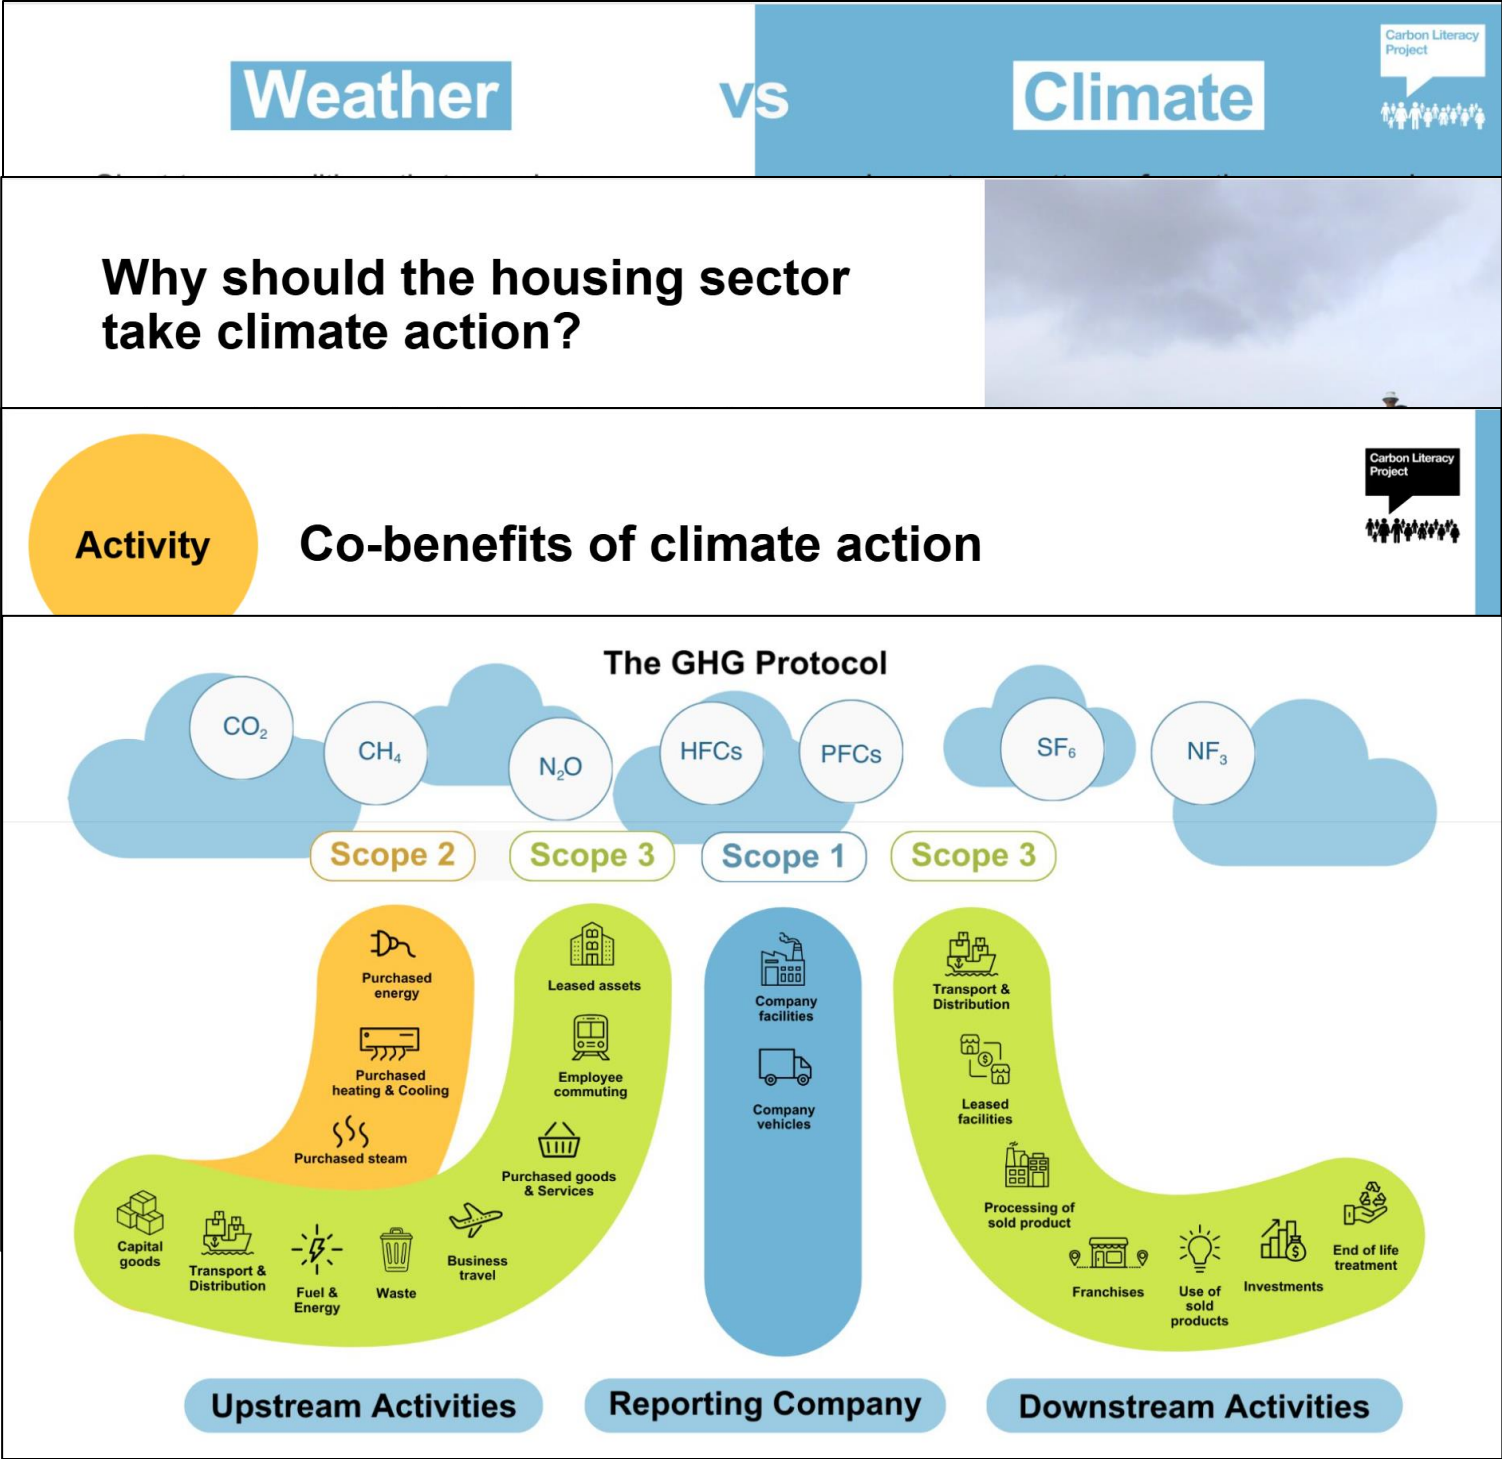 Weather
vs
Climate
Carbon Literacy
Project
Why should the housing sector
take climate action?
Activity
Co-benefits of climate action
Carbon Literacy
Project
The GHG Protocol
CO₂
CH₄
N₂O
HFCs
PFCs
SF₆
NF₃
Scope 2
Scope 3
Scope 1
Scope 3
Purchased
energy
Purchased
heating & Cooling
Purchased steam
Leased assets
Employee
commuting
Purchased goods
& Services
Business
travel
Waste
Fuel &
Energy
Transport &
Distribution
Capital
goods
Company
facilities
Company
vehicles
Transport &
Distribution
Leased
facilities
Processing of
sold product
Franchises
Use of
sold
products
Investments
End of life
treatment
Upstream Activities
Reporting Company
Downstream Activities